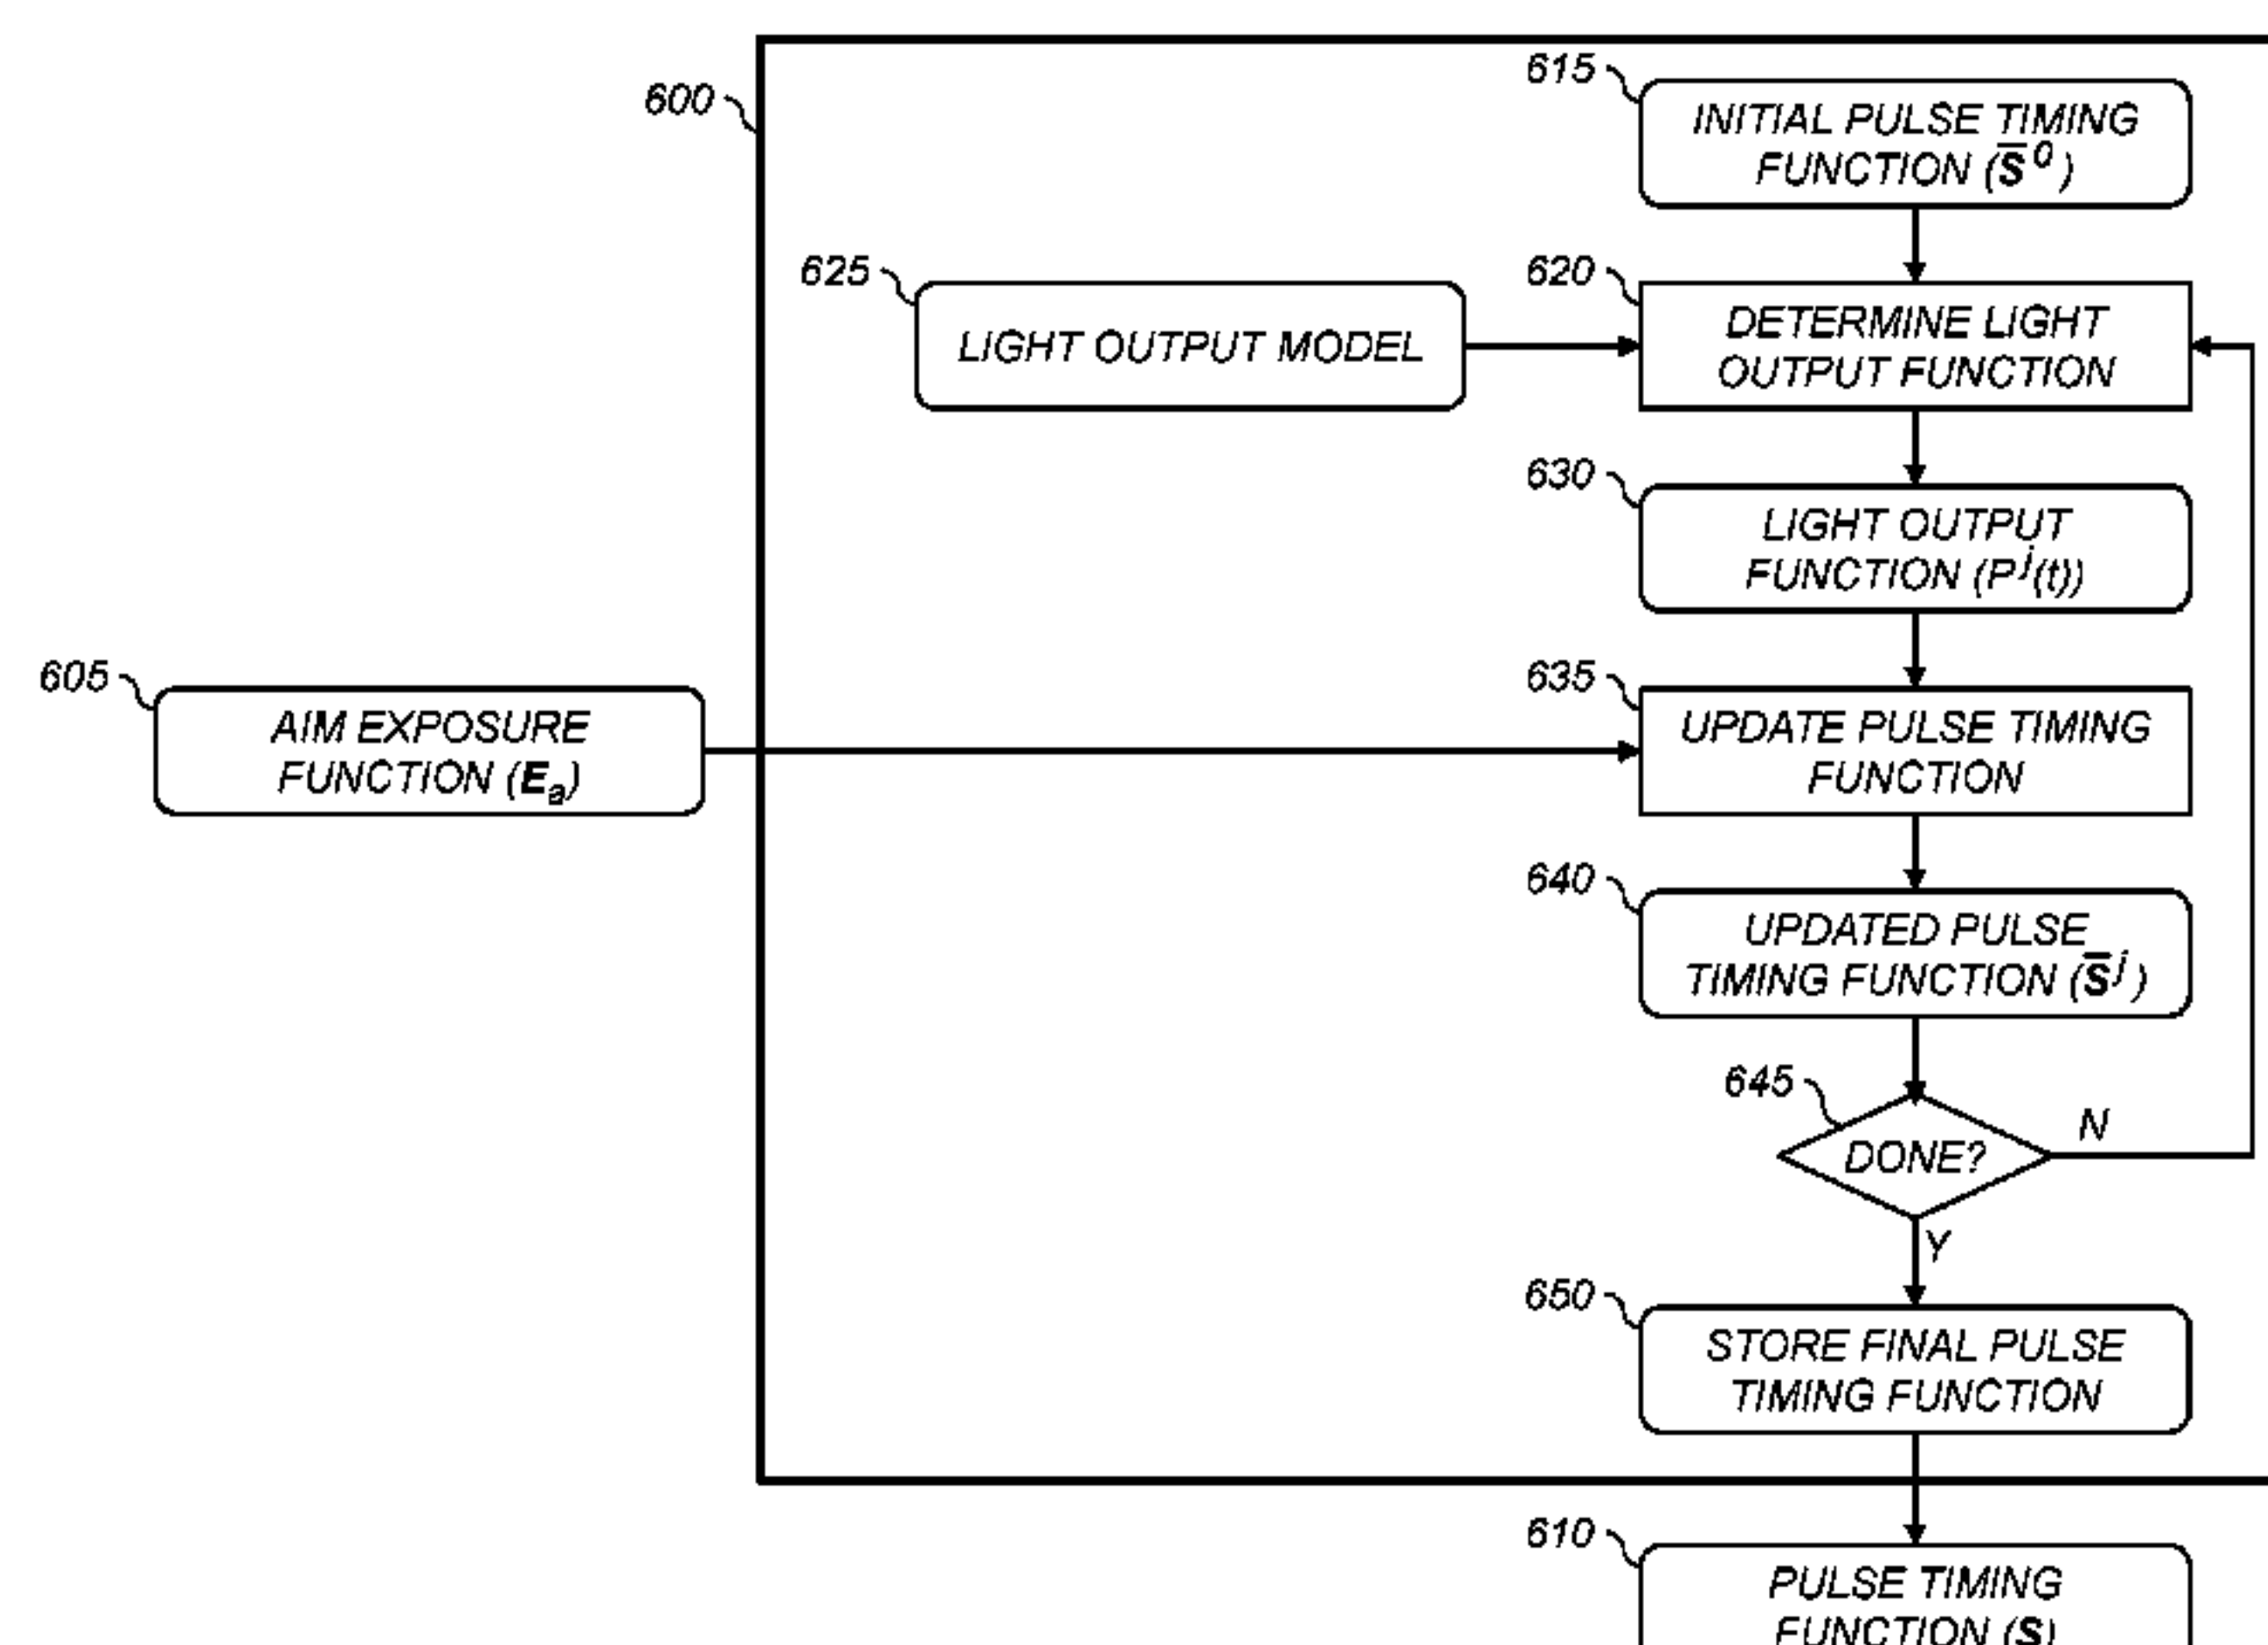 615
INITIAL PULSE TIMING
FUNCTION (S̅⁰)
600
625
LIGHT OUTPUT MODEL
620
DETERMINE LIGHT
OUTPUT FUNCTION
630
LIGHT OUTPUT
FUNCTION (Pʲ(t))
605
AIM EXPOSURE
FUNCTION (Eₐ)
635
UPDATE PULSE TIMING
FUNCTION
640
UPDATED PULSE
TIMING FUNCTION (S̅ʲ)
645
DONE?
N
Y
650
STORE FINAL PULSE
TIMING FUNCTION
610
PULSE TIMING
FUNCTION (S)